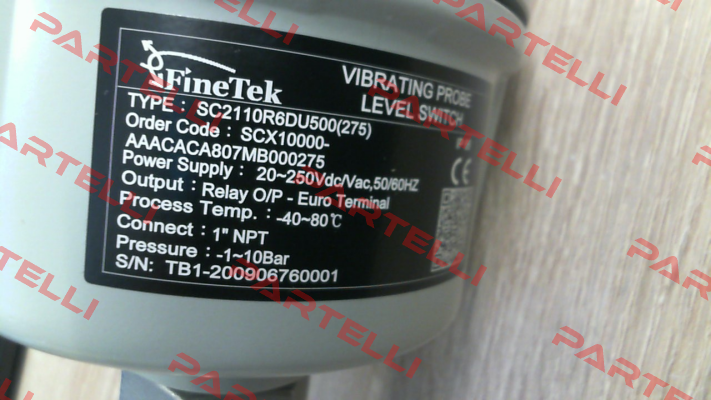 FineTek
VIBRATING PROBE
LEVEL SWITCH
TYPE : SC2110R6DU500(275)
Order Code : SCX10000-
AAACACA807MB000275
Power Supply : 20~250Vdc/Vac,50/60HZ
Output : Relay O/P - Euro Terminal
Process Temp. : -40~80℃
Connect : 1" NPT
Pressure : -1~10Bar
S/N: TB1-200906760001
CE
PARTELLI
PARTELLI
PARTELLI
PARTELLI
PARTELLI
PARTELLI
PARTELLI
PARTELLI